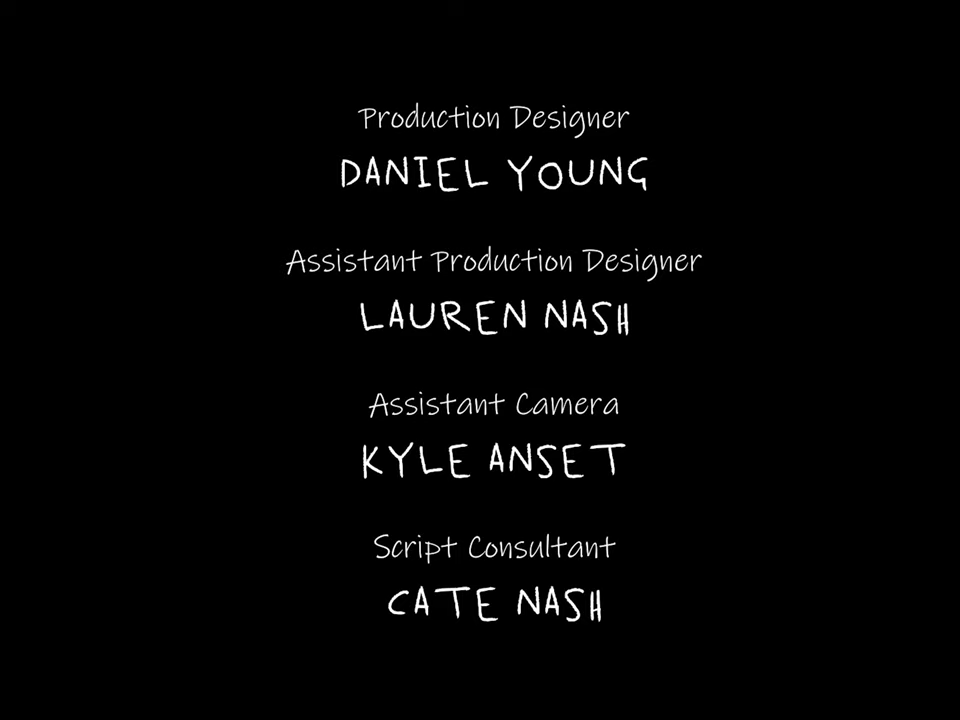 Production Designer
DANIEL YOUNG
Assistant Production Designer
LAUREN NASH
Assistant Camera
KYLE ANSET
Script Consultant
CATE NASH